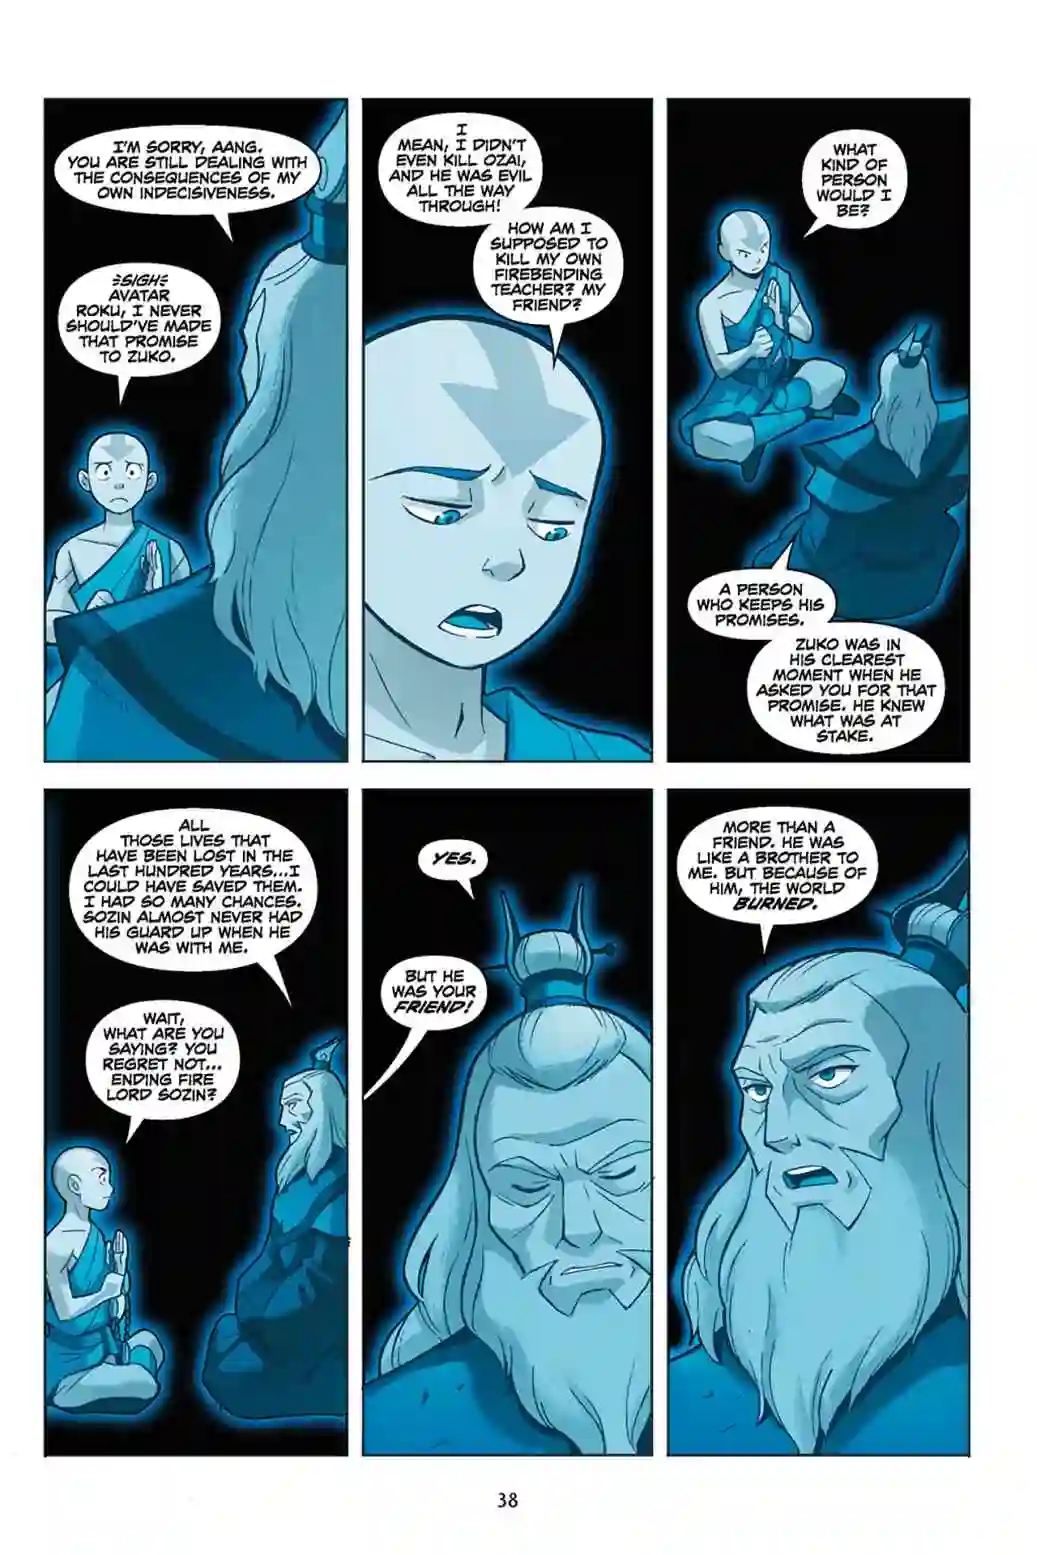 I'M SORRY, AANG.
YOU ARE STILL DEALING WITH
THE CONSEQUENCES OF MY
OWN INDECISIVENESS.
SIGH
AVATAR
ROKU, I NEVER
SHOULD'VE MADE
THAT PROMISE
TO ZUKO.
I
MEAN, I DIDN'T
EVEN KILL OZAI,
AND HE WAS EVIL
ALL THE WAY
THROUGH!
HOW AM I
SUPPOSED TO
KILL MY OWN
FIREBENDING
TEACHER? MY
FRIEND?
WHAT
KIND OF
PERSON
WOULD I
BE?
A PERSON
WHO KEEPS HIS
PROMISES.
ZUKO WAS IN
HIS CLEAREST
MOMENT WHEN HE
ASKED YOU FOR THAT
PROMISE. HE KNEW
WHAT WAS AT
STAKE.
ALL
THOSE LIVES THAT
HAVE BEEN LOST IN THE
LAST HUNDRED YEARS...I
COULD HAVE SAVED THEM.
I HAD SO MANY CHANCES.
SOZIN ALMOST NEVER HAD
HIS GUARD UP WHEN HE
WAS WITH ME.
WAIT,
WHAT ARE YOU
SAYING? YOU
REGRET NOT...
ENDING FIRE
LORD SOZIN?
YES.
BUT HE
WAS YOUR
FRIEND!
MORE THAN A
FRIEND. HE WAS
LIKE A BROTHER TO
ME. BUT BECAUSE OF
HIM, THE WORLD
BURNED.
38